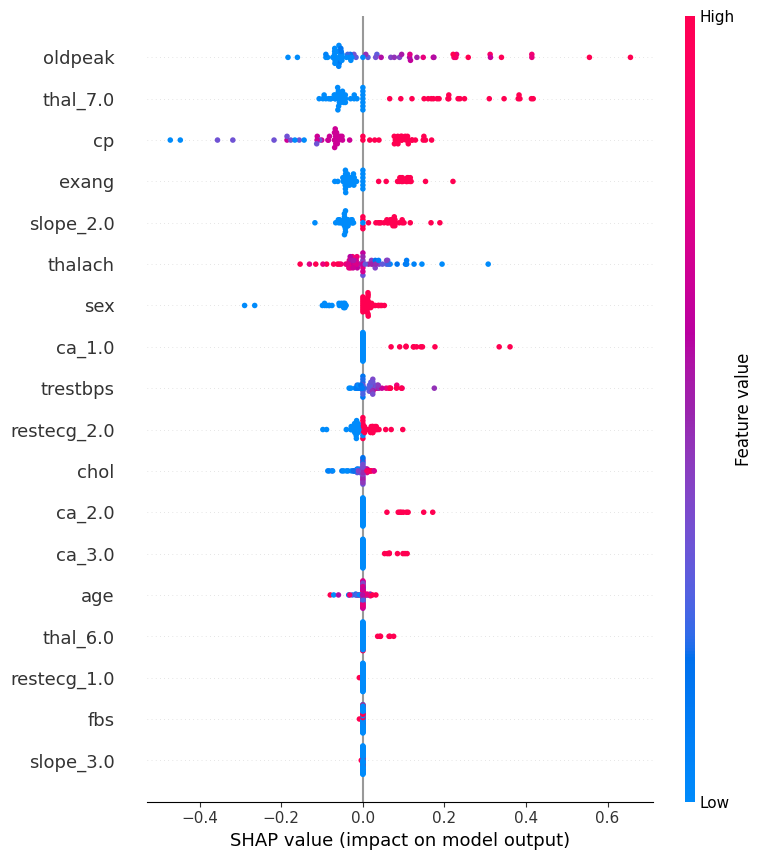 High
oldpeak
thal_7.0
cp
exang
slope_2.0
thalach
sex
ca_1.0
trestbps
restecg_2.0
chol
ca_2.0
ca_3.0
age
thal_6.0
restecg_1.0
fbs
slope_3.0
Feature value
Low
−0.4 −0.2 0.0 0.2 0.4 0.6
SHAP value (impact on model output)